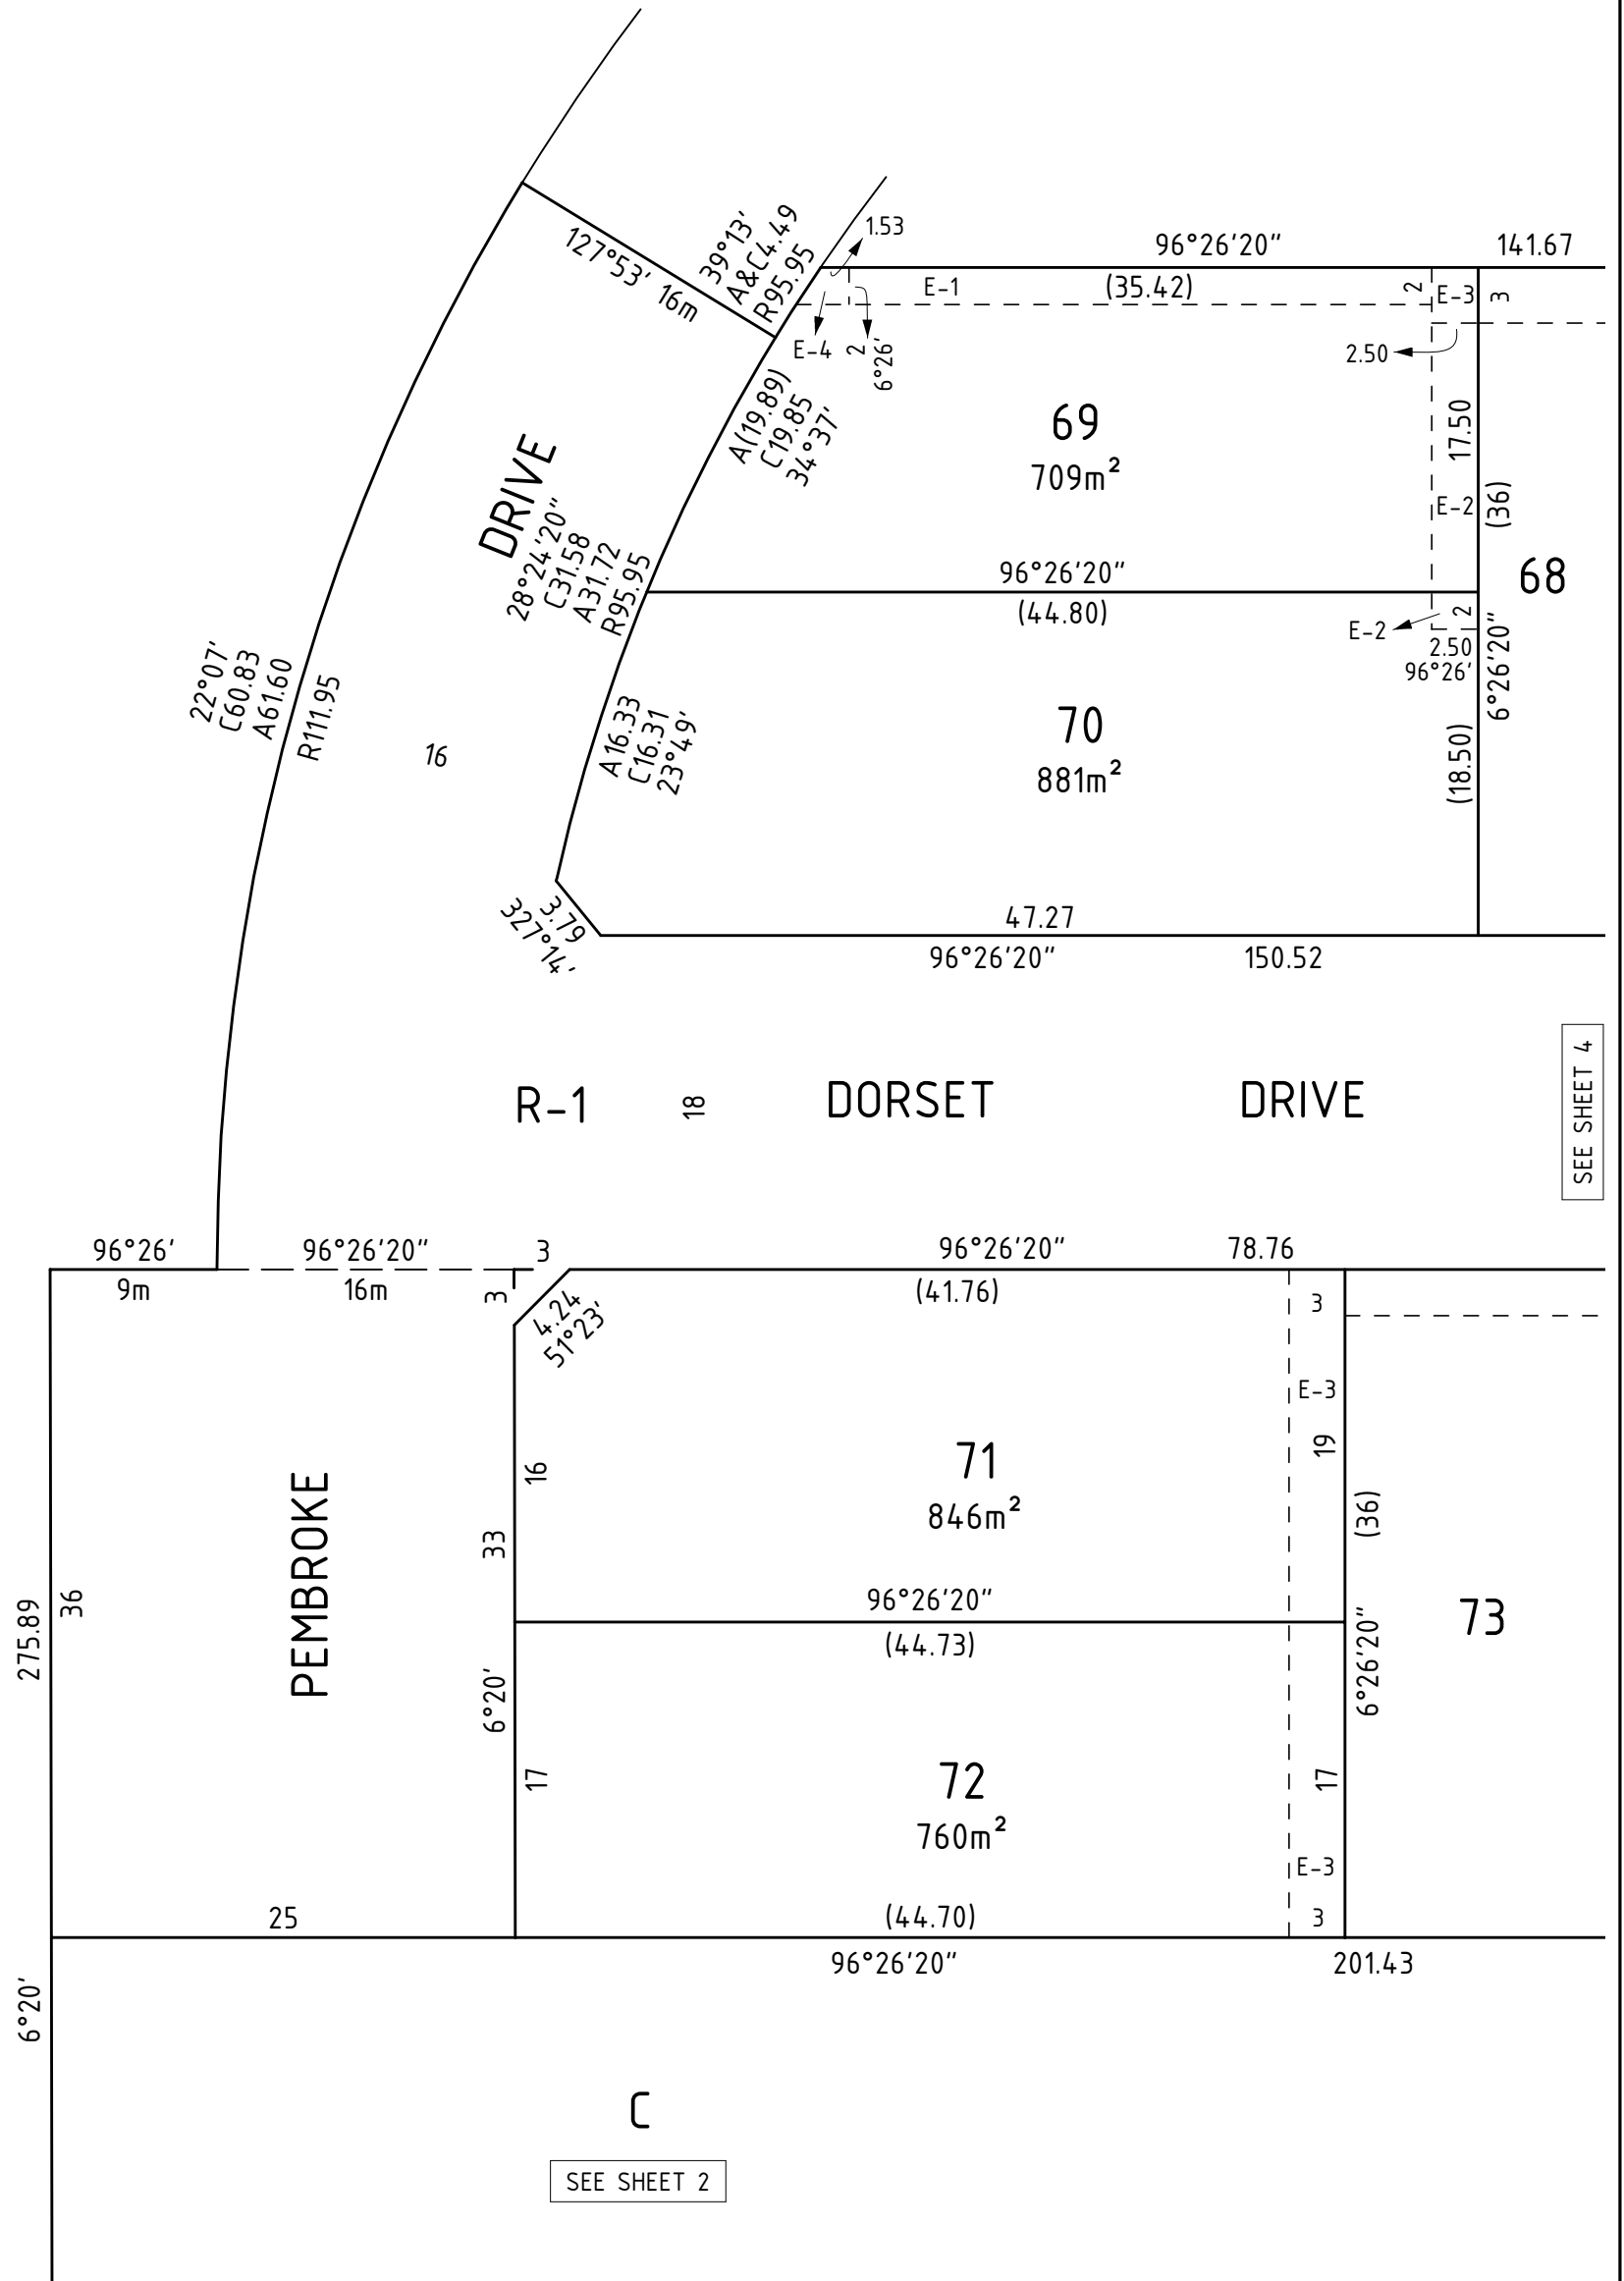 1.53
96°26'20"
141.67
39°13'
A&C4.49
R95.95
127°53' 16m
E-1
(35.42)
2
E-3
3
E-4
2
6°26'
2.50
A(19.89)
C19.85
34°37'
69
709m²
17.50
E-2
(36)
DRIVE
28°24'20"
C31.58
A31.72
R95.95
96°26'20"
(44.80)
68
E-2
2
2.50
96°26'
6°26'20"
22°07'
C60.83
A61.60
R111.95
16
A16.33
C16.31
23°49'
70
881m²
(18.50)
3.79
327°14'
47.27
96°26'20"
150.52
R-1
18
DORSET DRIVE
SEE SHEET 4
96°26'
9m
96°26'20"
16m
3
3
4.24
51°23'
96°26'20"
78.76
(41.76)
3
E-3
19
71
846m²
16
33
(36)
PEMBROKE
36
275.89
96°26'20"
(44.73)
73
6°20'
6°26'20"
17
72
760m²
17
E-3
25
(44.70)
3
96°26'20"
201.43
6°20'
C
SEE SHEET 2